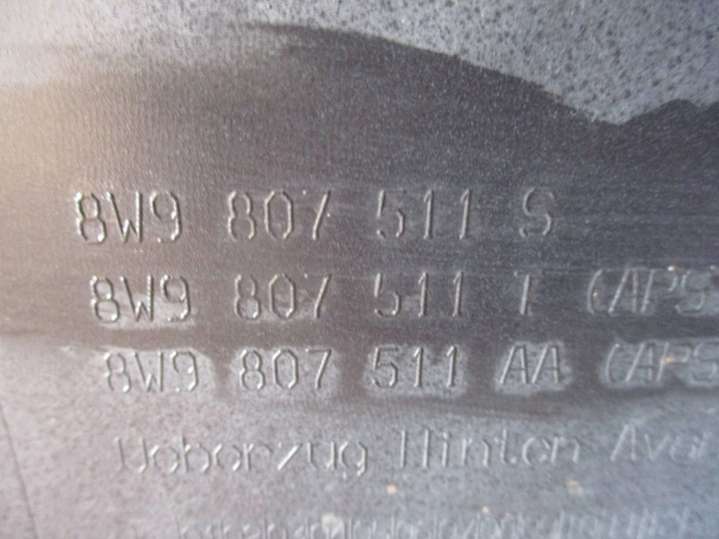 8W9 807 511 S
8W9 807 511 T (APS
8W9 807 511 AA (APS
Ueberzug Hinten Avan